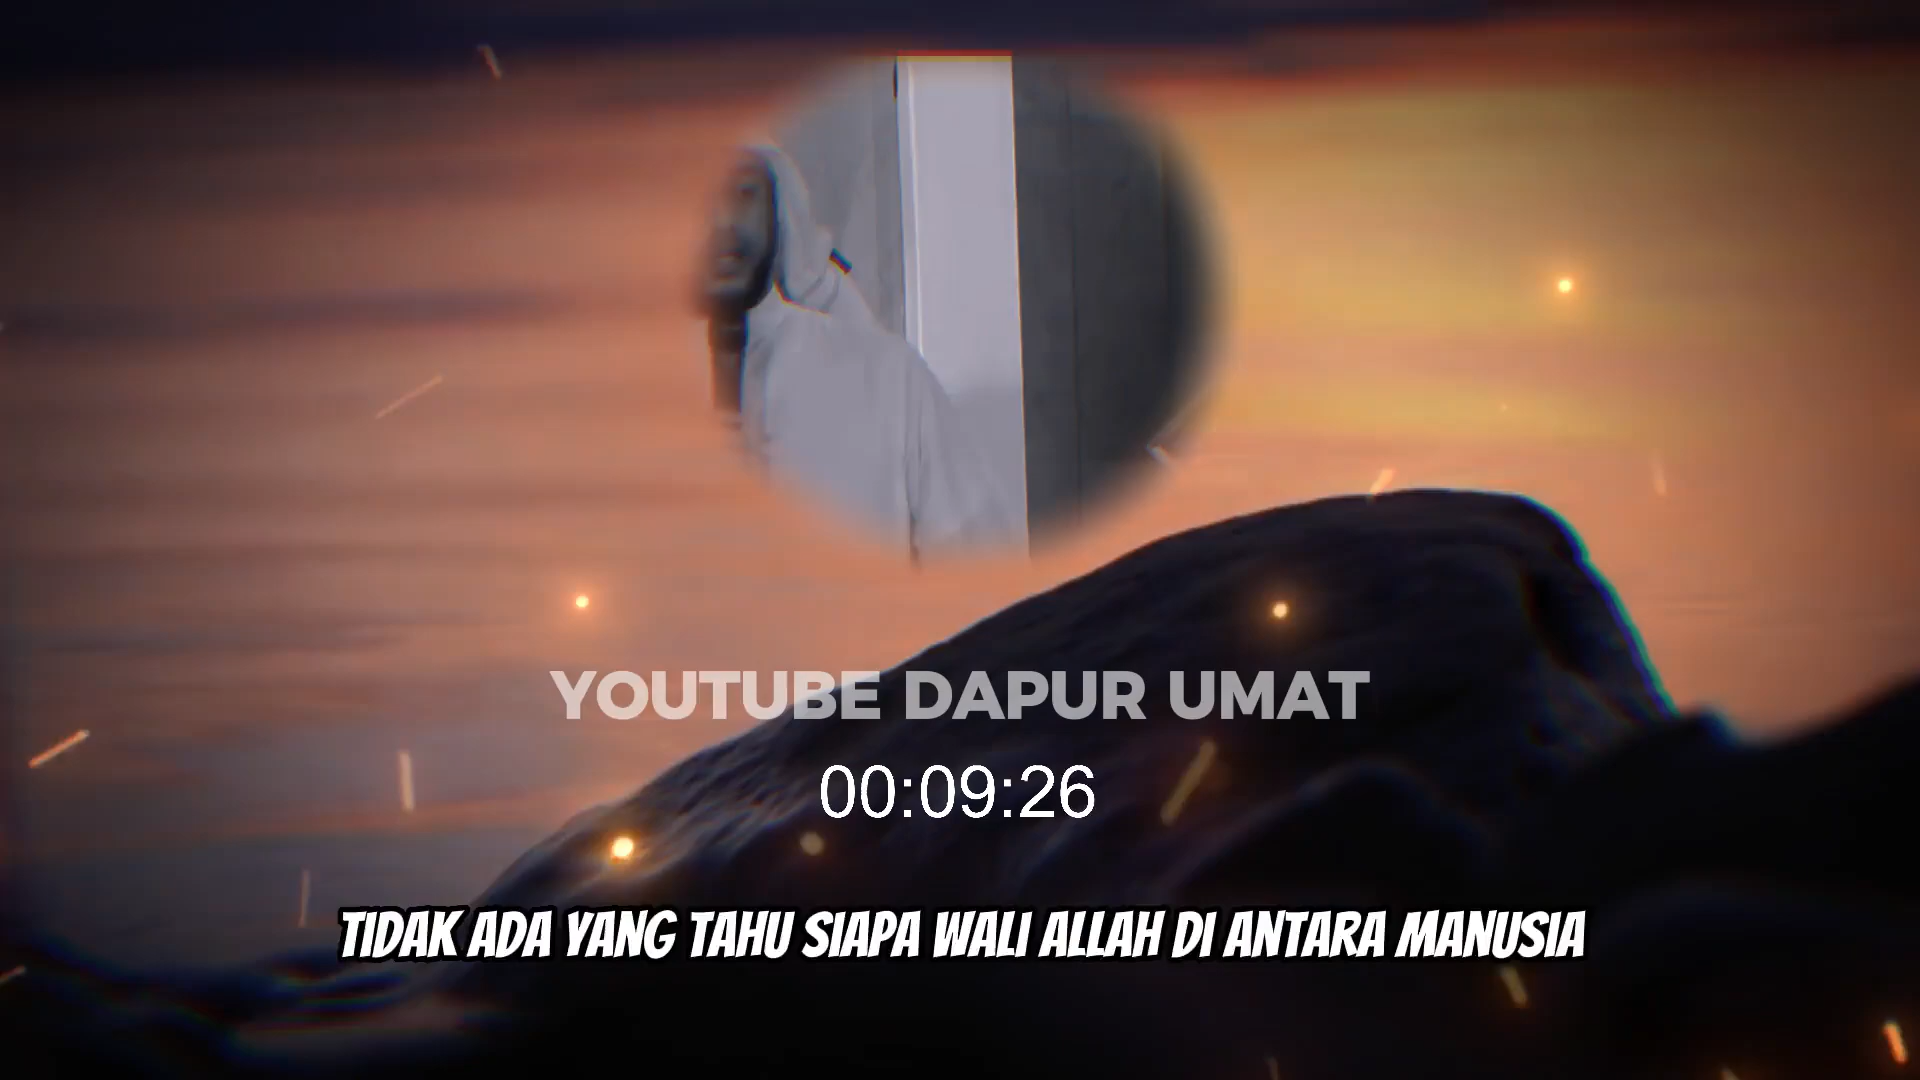 YOUTUBE DAPUR UMAT
00:09:26
TIDAK ADA YANG TAHU SIAPA WALI ALLAH DI ANTARA MANUSIA